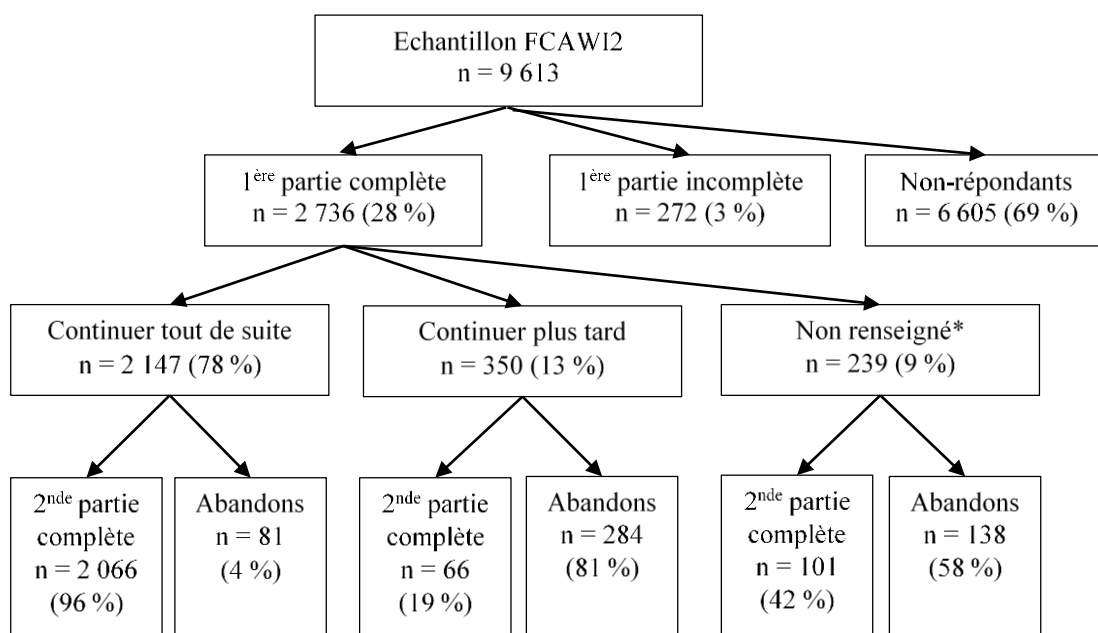 Echantillon FCAWI2
n = 9 613
1ère partie complète
n = 2 736 (28 %)
1ère partie incomplète
n = 272 (3 %)
Non-répondants
n = 6 605 (69 %)
Continuer tout de suite
n = 2 147 (78 %)
Continuer plus tard
n = 350 (13 %)
Non renseigné*
n = 239 (9 %)
2nde partie
complète
n = 2 066
(96 %)
Abandons
n = 81
(4 %)
2nde partie
complète
n = 66
(19 %)
Abandons
n = 284
(81 %)
2nde partie
complète
n = 101
(42 %)
Abandons
n = 138
(58 %)